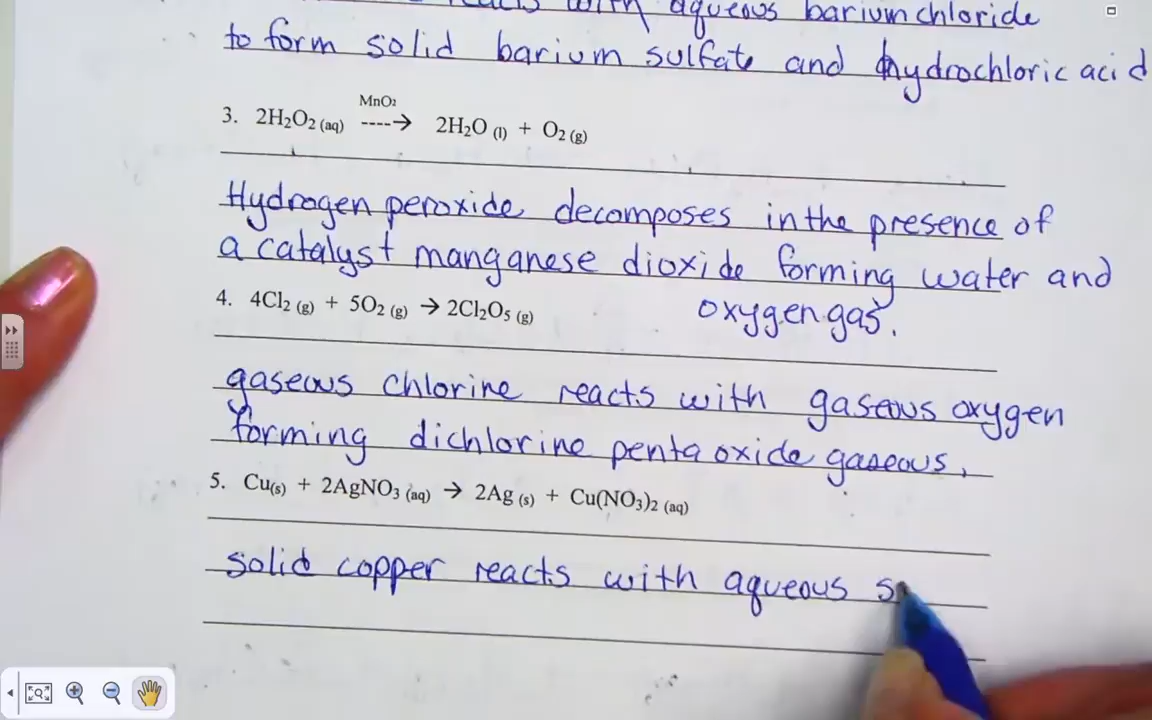 with aqueous barium chloride
to form solid barium sulfate and hydrochloric acid
MnO₂
3. 2H₂O₂ (aq) ----→ 2H₂O (l) + O₂ (g)
Hydrogen peroxide decomposes in the presence of
a catalyst manganese dioxide forming water and
oxygen gas.
4. 4Cl₂ (g) + 5O₂ (g) → 2Cl₂O₅ (g)
gaseous chlorine reacts with gaseous oxygen
forming dichlorine pentaoxide gaseous.
5. Cu(s) + 2AgNO₃ (aq) → 2Ag (s) + Cu(NO₃)₂ (aq)
solid copper reacts with aqueous s